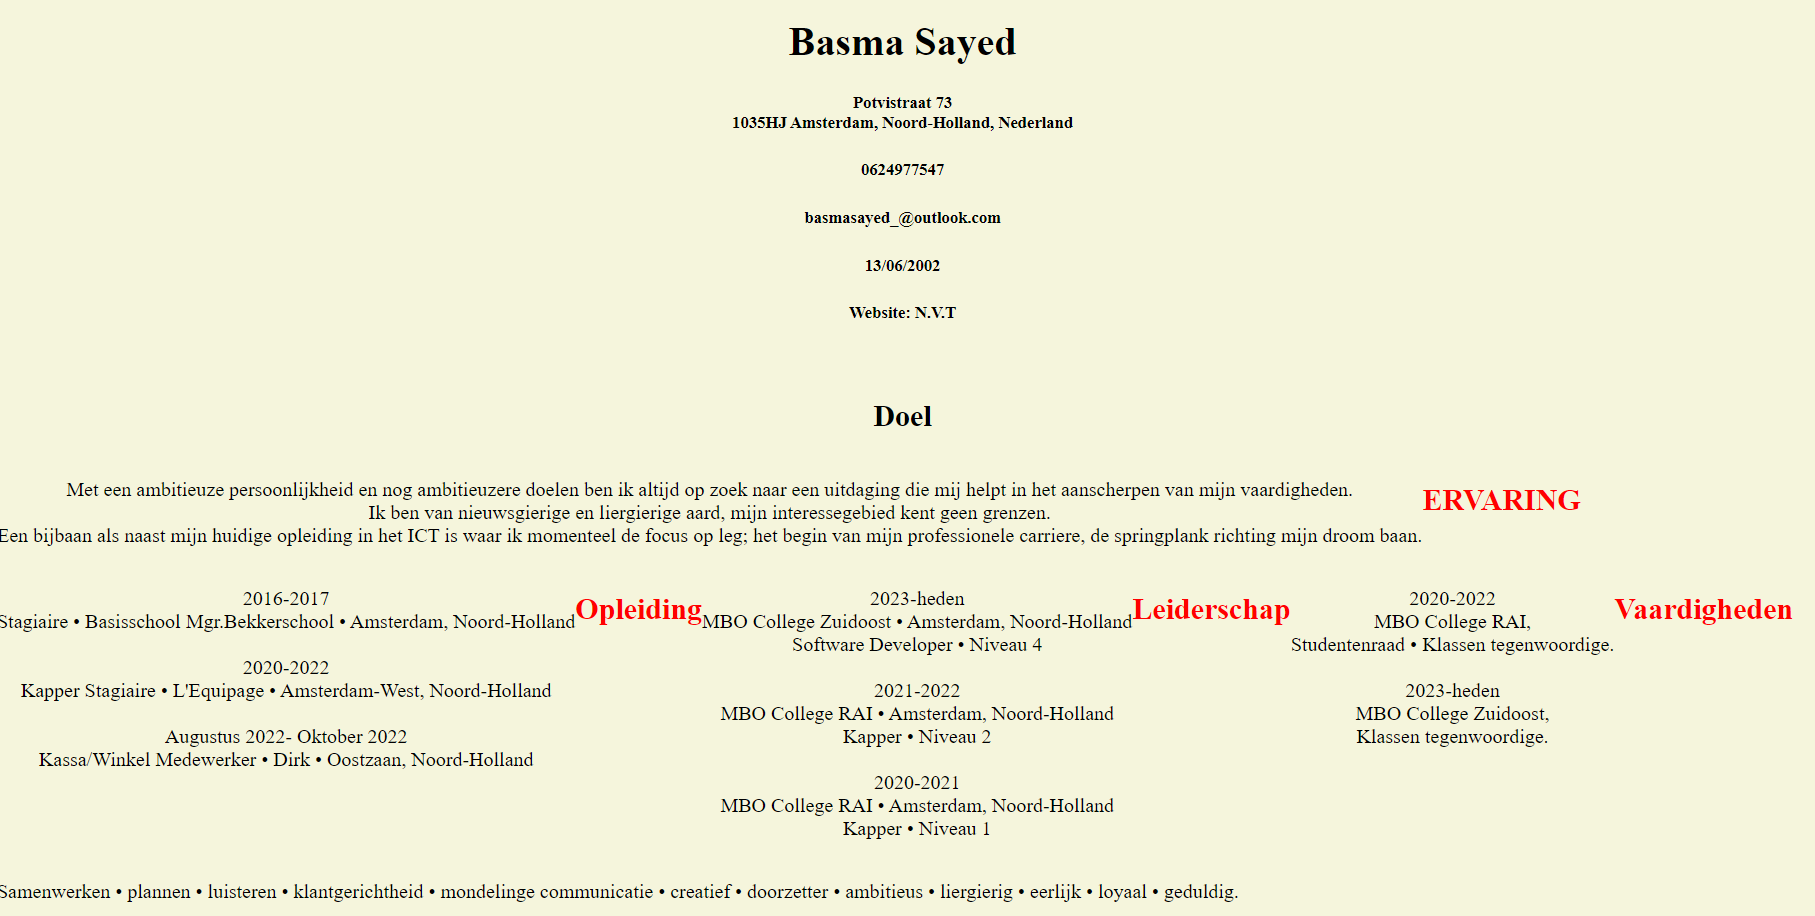 Basma Sayed
Potvistraat 73
1035HJ Amsterdam, Noord-Holland, Nederland
0624977547
basmasayed_@outlook.com
13/06/2002
Website: N.V.T
Doel
Met een ambitieuze persoonlijkheid en nog ambitieuzere doelen ben ik altijd op zoek naar een uitdaging die mij helpt in het aanscherpen van mijn vaardigheden.
Ik ben van nieuwsgierige en liergierige aard, mijn interessegebied kent geen grenzen.
Een bijbaan als naast mijn huidige opleiding in het ICT is waar ik momenteel de focus op leg; het begin van mijn professionele carriere, de springplank richting mijn droom baan.
ERVARING
2016-2017
Stagiaire • Basisschool Mgr.Bekkerschool • Amsterdam, Noord-Holland
2020-2022
Kapper Stagiaire • L'Equipage • Amsterdam-West, Noord-Holland
Augustus 2022- Oktober 2022
Kassa/Winkel Medewerker • Dirk • Oostzaan, Noord-Holland
Opleiding
2023-heden
MBO College Zuidoost • Amsterdam, Noord-Holland
Software Developer • Niveau 4
2021-2022
MBO College RAI • Amsterdam, Noord-Holland
Kapper • Niveau 2
2020-2021
MBO College RAI • Amsterdam, Noord-Holland
Kapper • Niveau 1
Leiderschap
2020-2022
MBO College RAI,
Studentenraad • Klassen tegenwoordige.
2023-heden
MBO College Zuidoost,
Klassen tegenwoordige.
Vaardigheden
Samenwerken • plannen • luisteren • klantgerichtheid • mondelinge communicatie • creatief • doorzetter • ambitieus • liergierig • eerlijk • loyaal • geduldig.